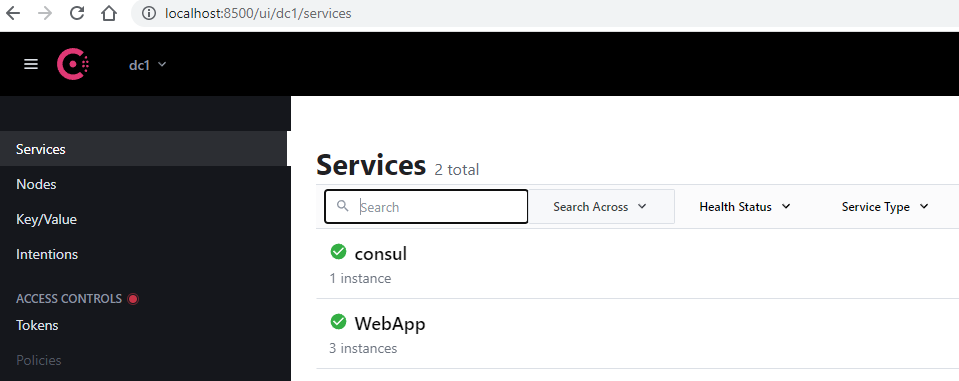 localhost:8500/ui/dc1/services
dc1
Services
Nodes
Key/Value
Intentions
ACCESS CONTROLS
Tokens
Policies
Services 2 total
Search Search Across Health Status Service Type
consul
1 instance
WebApp
3 instances